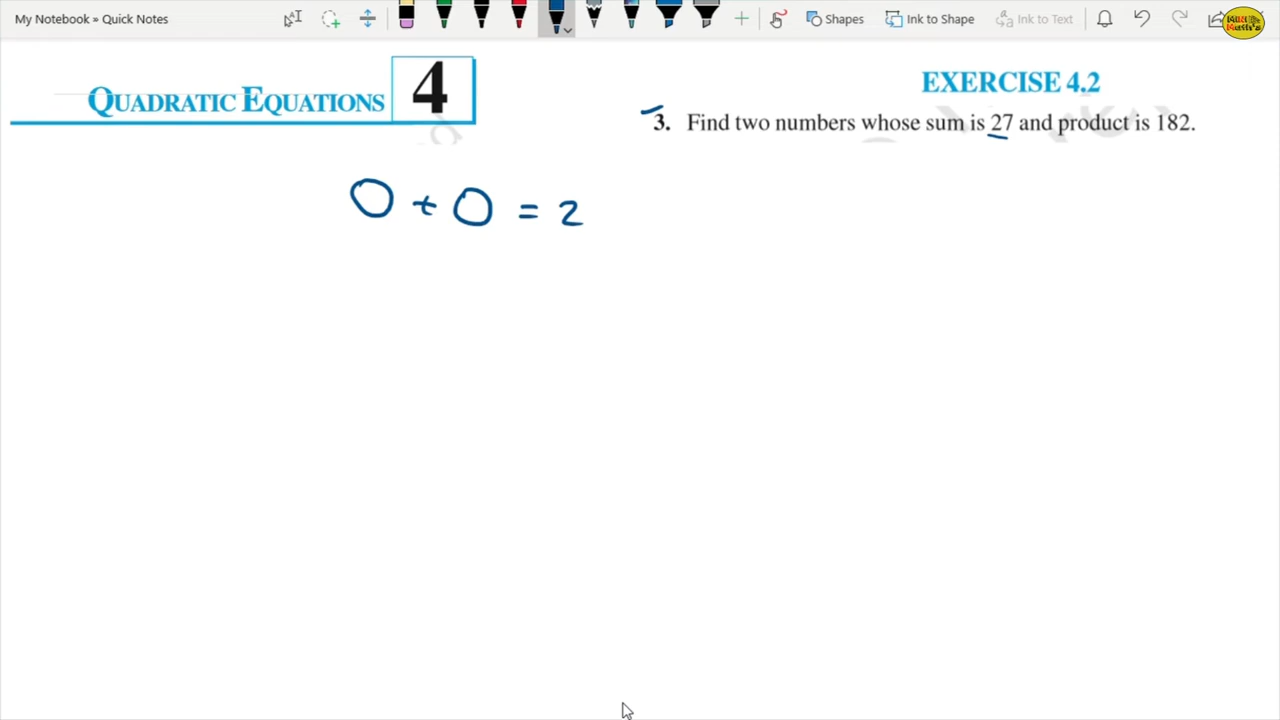 My Notebook » Quick Notes
Shapes
Ink to Shape
Ink to Text
QUADRATIC EQUATIONS 4
EXERCISE 4.2
3. Find two numbers whose sum is 27 and product is 182.
O + O = 2